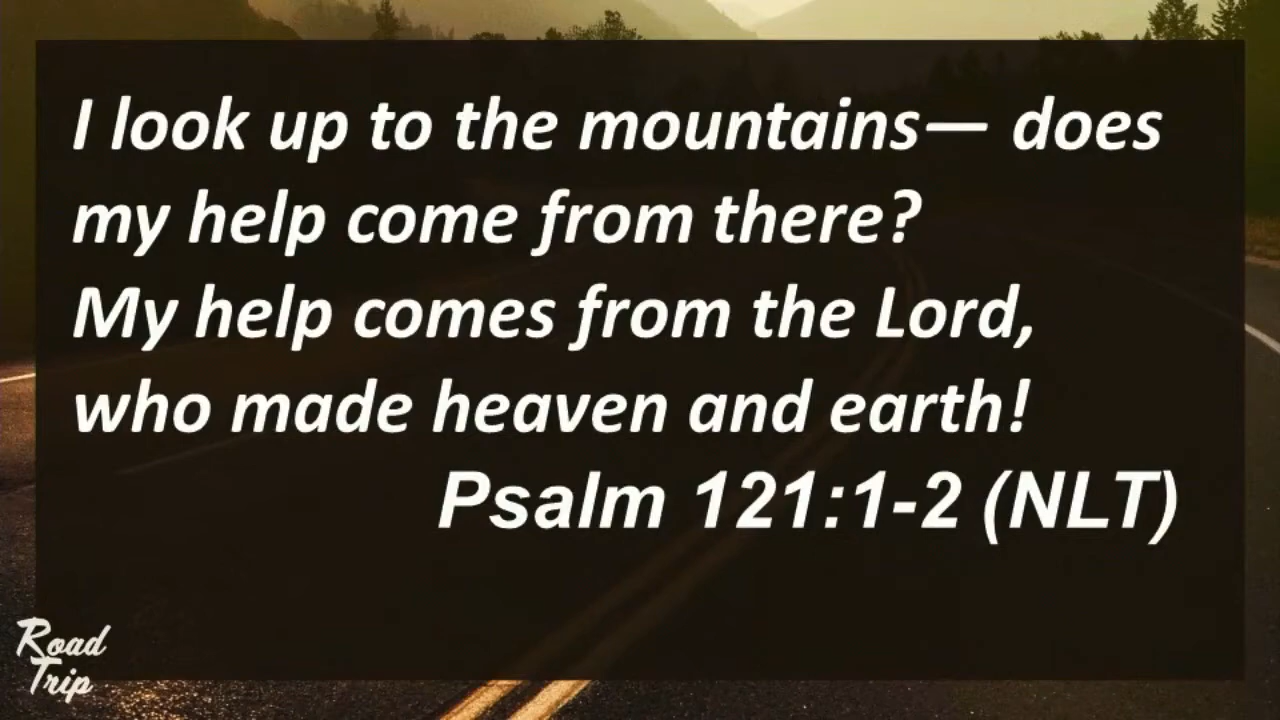 I look up to the mountains— does
my help come from there?
My help comes from the Lord,
who made heaven and earth!
Psalm 121:1-2 (NLT)
Road
Trip